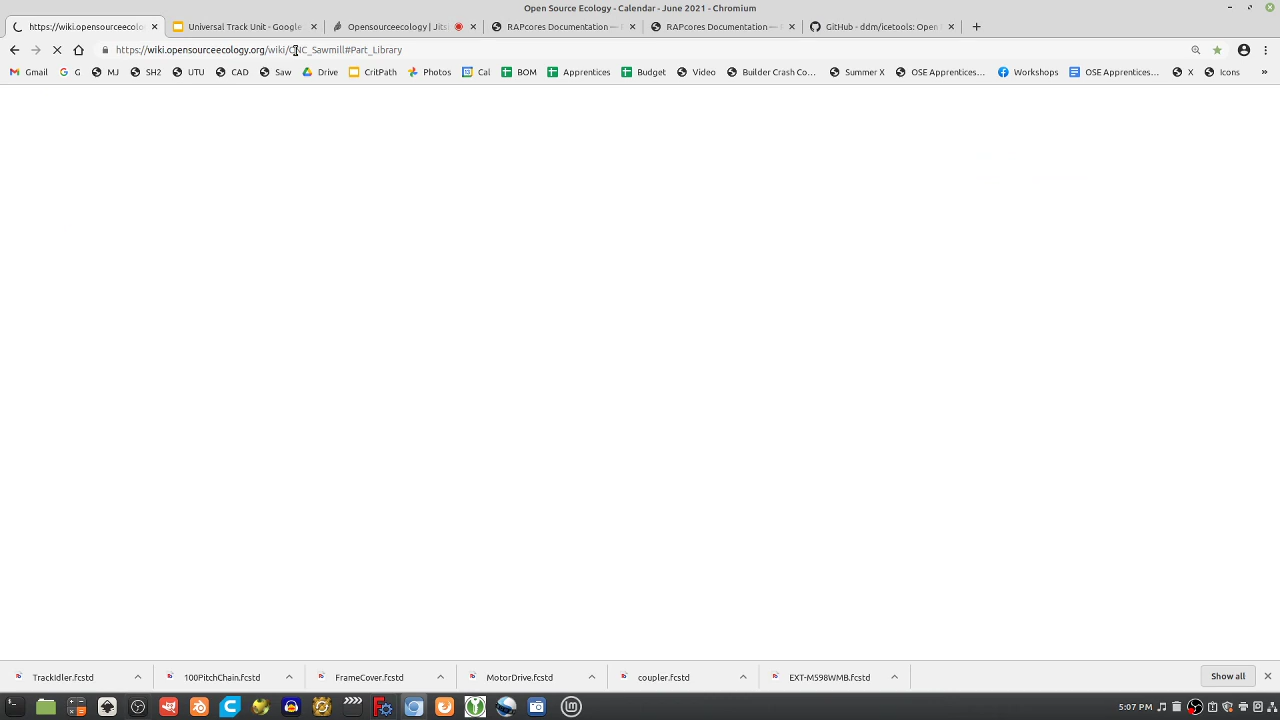 Open Source Ecology - Calendar - June 2021 - Chromium
https://wiki.opensourceecolo
Universal Track Unit - Google
Opensourceecology | Jitsi
RAPcores Documentation —
RAPcores Documentation —
GitHub - ddm/icetools: Open
https://wiki.opensourceecology.org/wiki/CNC_Sawmill#Part_Library
Gmail
G
MJ
SH2
UTU
CAD
Saw
Drive
CritPath
Photos
Cal
BOM
Apprentices
Budget
Video
Builder Crash Co...
Summer X
OSE Apprentices...
Workshops
OSE Apprentices...
X
Icons
»
TrackIdler.fcstd
100PitchChain.fcstd
FrameCover.fcstd
MotorDrive.fcstd
coupler.fcstd
EXT-M598WMB.fcstd
Show all
5:07 PM